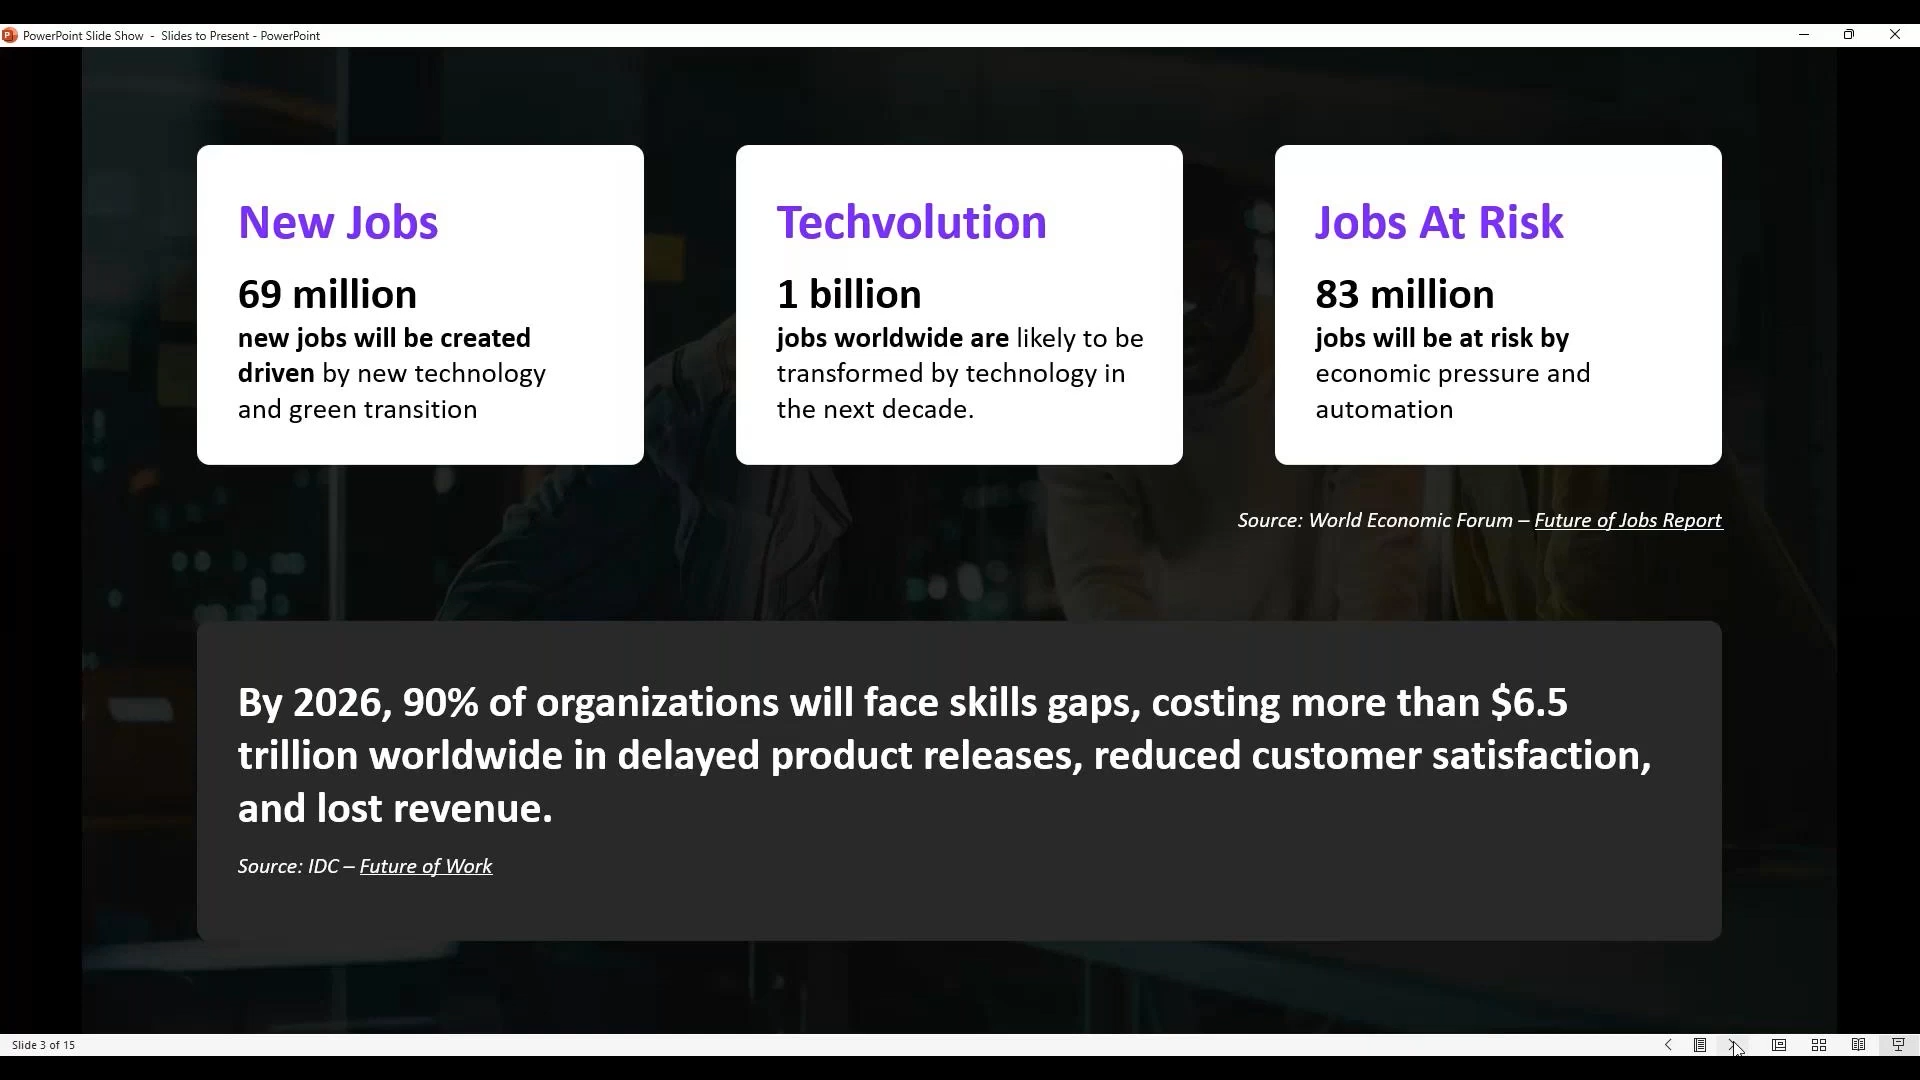 PowerPoint Slide Show - Slides to Present - PowerPoint
New Jobs
69 million
new jobs will be created
driven by new technology
and green transition
Techvolution
1 billion
jobs worldwide are likely to be
transformed by technology in
the next decade.
Jobs At Risk
83 million
jobs will be at risk by
economic pressure and
automation
Source: World Economic Forum – Future of Jobs Report
By 2026, 90% of organizations will face skills gaps, costing more than $6.5
trillion worldwide in delayed product releases, reduced customer satisfaction,
and lost revenue.
Source: IDC – Future of Work
Slide 3 of 15